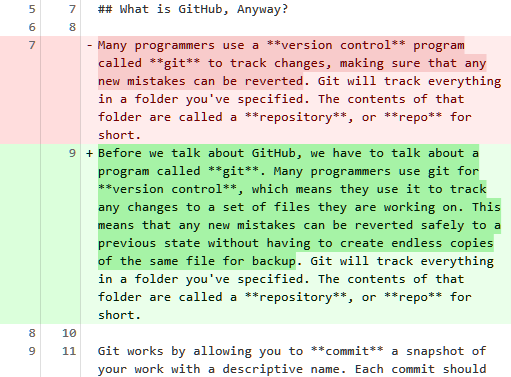 5 7 ## What is GitHub, Anyway?
6 8
7 - Many programmers use a **version control** program
called **git** to track changes, making sure that any
new mistakes can be reverted. Git will track everything
in a folder you've specified. The contents of that
folder are called a **repository**, or **repo** for
short.
9 + Before we talk about GitHub, we have to talk about a
program called **git**. Many programmers use git for
**version control**, which means they use it to track
any changes to a set of files they are working on. This
means that any new mistakes can be reverted safely to a
previous state without having to create endless copies
of the same file for backup. Git will track everything
in a folder you've specified. The contents of that
folder are called a **repository**, or **repo** for
short.
8 10
9 11 Git works by allowing you to **commit** a snapshot of
your work with a descriptive name. Each commit should